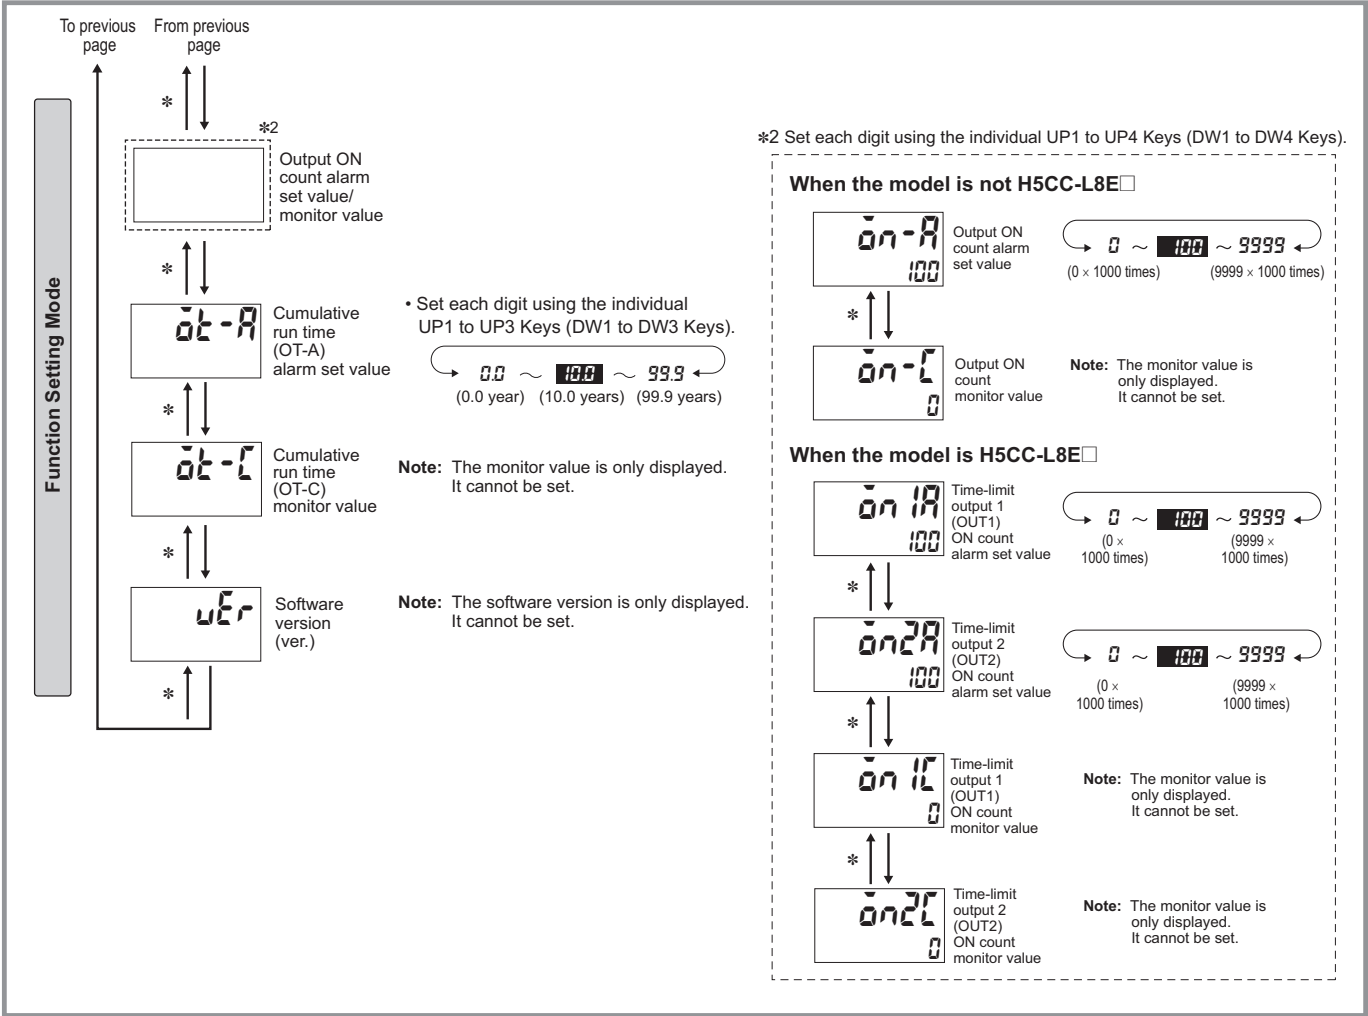 To previous
page
From previous
page
✻
✻2
Output ON
count alarm
set value/
monitor value
✻
Function Setting Mode
ot-A
Cumulative
run time
(OT-A)
alarm set value
• Set each digit using the individual
UP1 to UP3 Keys (DW1 to DW3 Keys).
0.0 ~ 10.0 ~ 99.9
(0.0 year) (10.0 years) (99.9 years)
✻
ot-C
Cumulative
run time
(OT-C)
monitor value
Note: The monitor value is only displayed.
It cannot be set.
✻
vEr
Software
version
(ver.)
Note: The software version is only displayed.
It cannot be set.
✻
✻2 Set each digit using the individual UP1 to UP4 Keys (DW1 to DW4 Keys).
When the model is not H5CC-L8E□
on-A
100
Output ON
count alarm
set value
0 ~ 100 ~ 9999
(0 × 1000 times) (9999 × 1000 times)
✻
on-C
0
Output ON
count
monitor value
Note: The monitor value is
only displayed.
It cannot be set.
When the model is H5CC-L8E□
on1A
100
Time-limit
output 1
(OUT1)
ON count
alarm set value
0 ~ 100 ~ 9999
(0 ×
1000 times)
(9999 ×
1000 times)
✻
on2A
100
Time-limit
output 2
(OUT2)
ON count
alarm set value
0 ~ 100 ~ 9999
(0 ×
1000 times)
(9999 ×
1000 times)
✻
on1C
0
Time-limit
output 1
(OUT1)
ON count
monitor value
Note: The monitor value is
only displayed.
It cannot be set.
✻
on2C
0
Time-limit
output 2
(OUT2)
ON count
monitor value
Note: The monitor value is
only displayed.
It cannot be set.